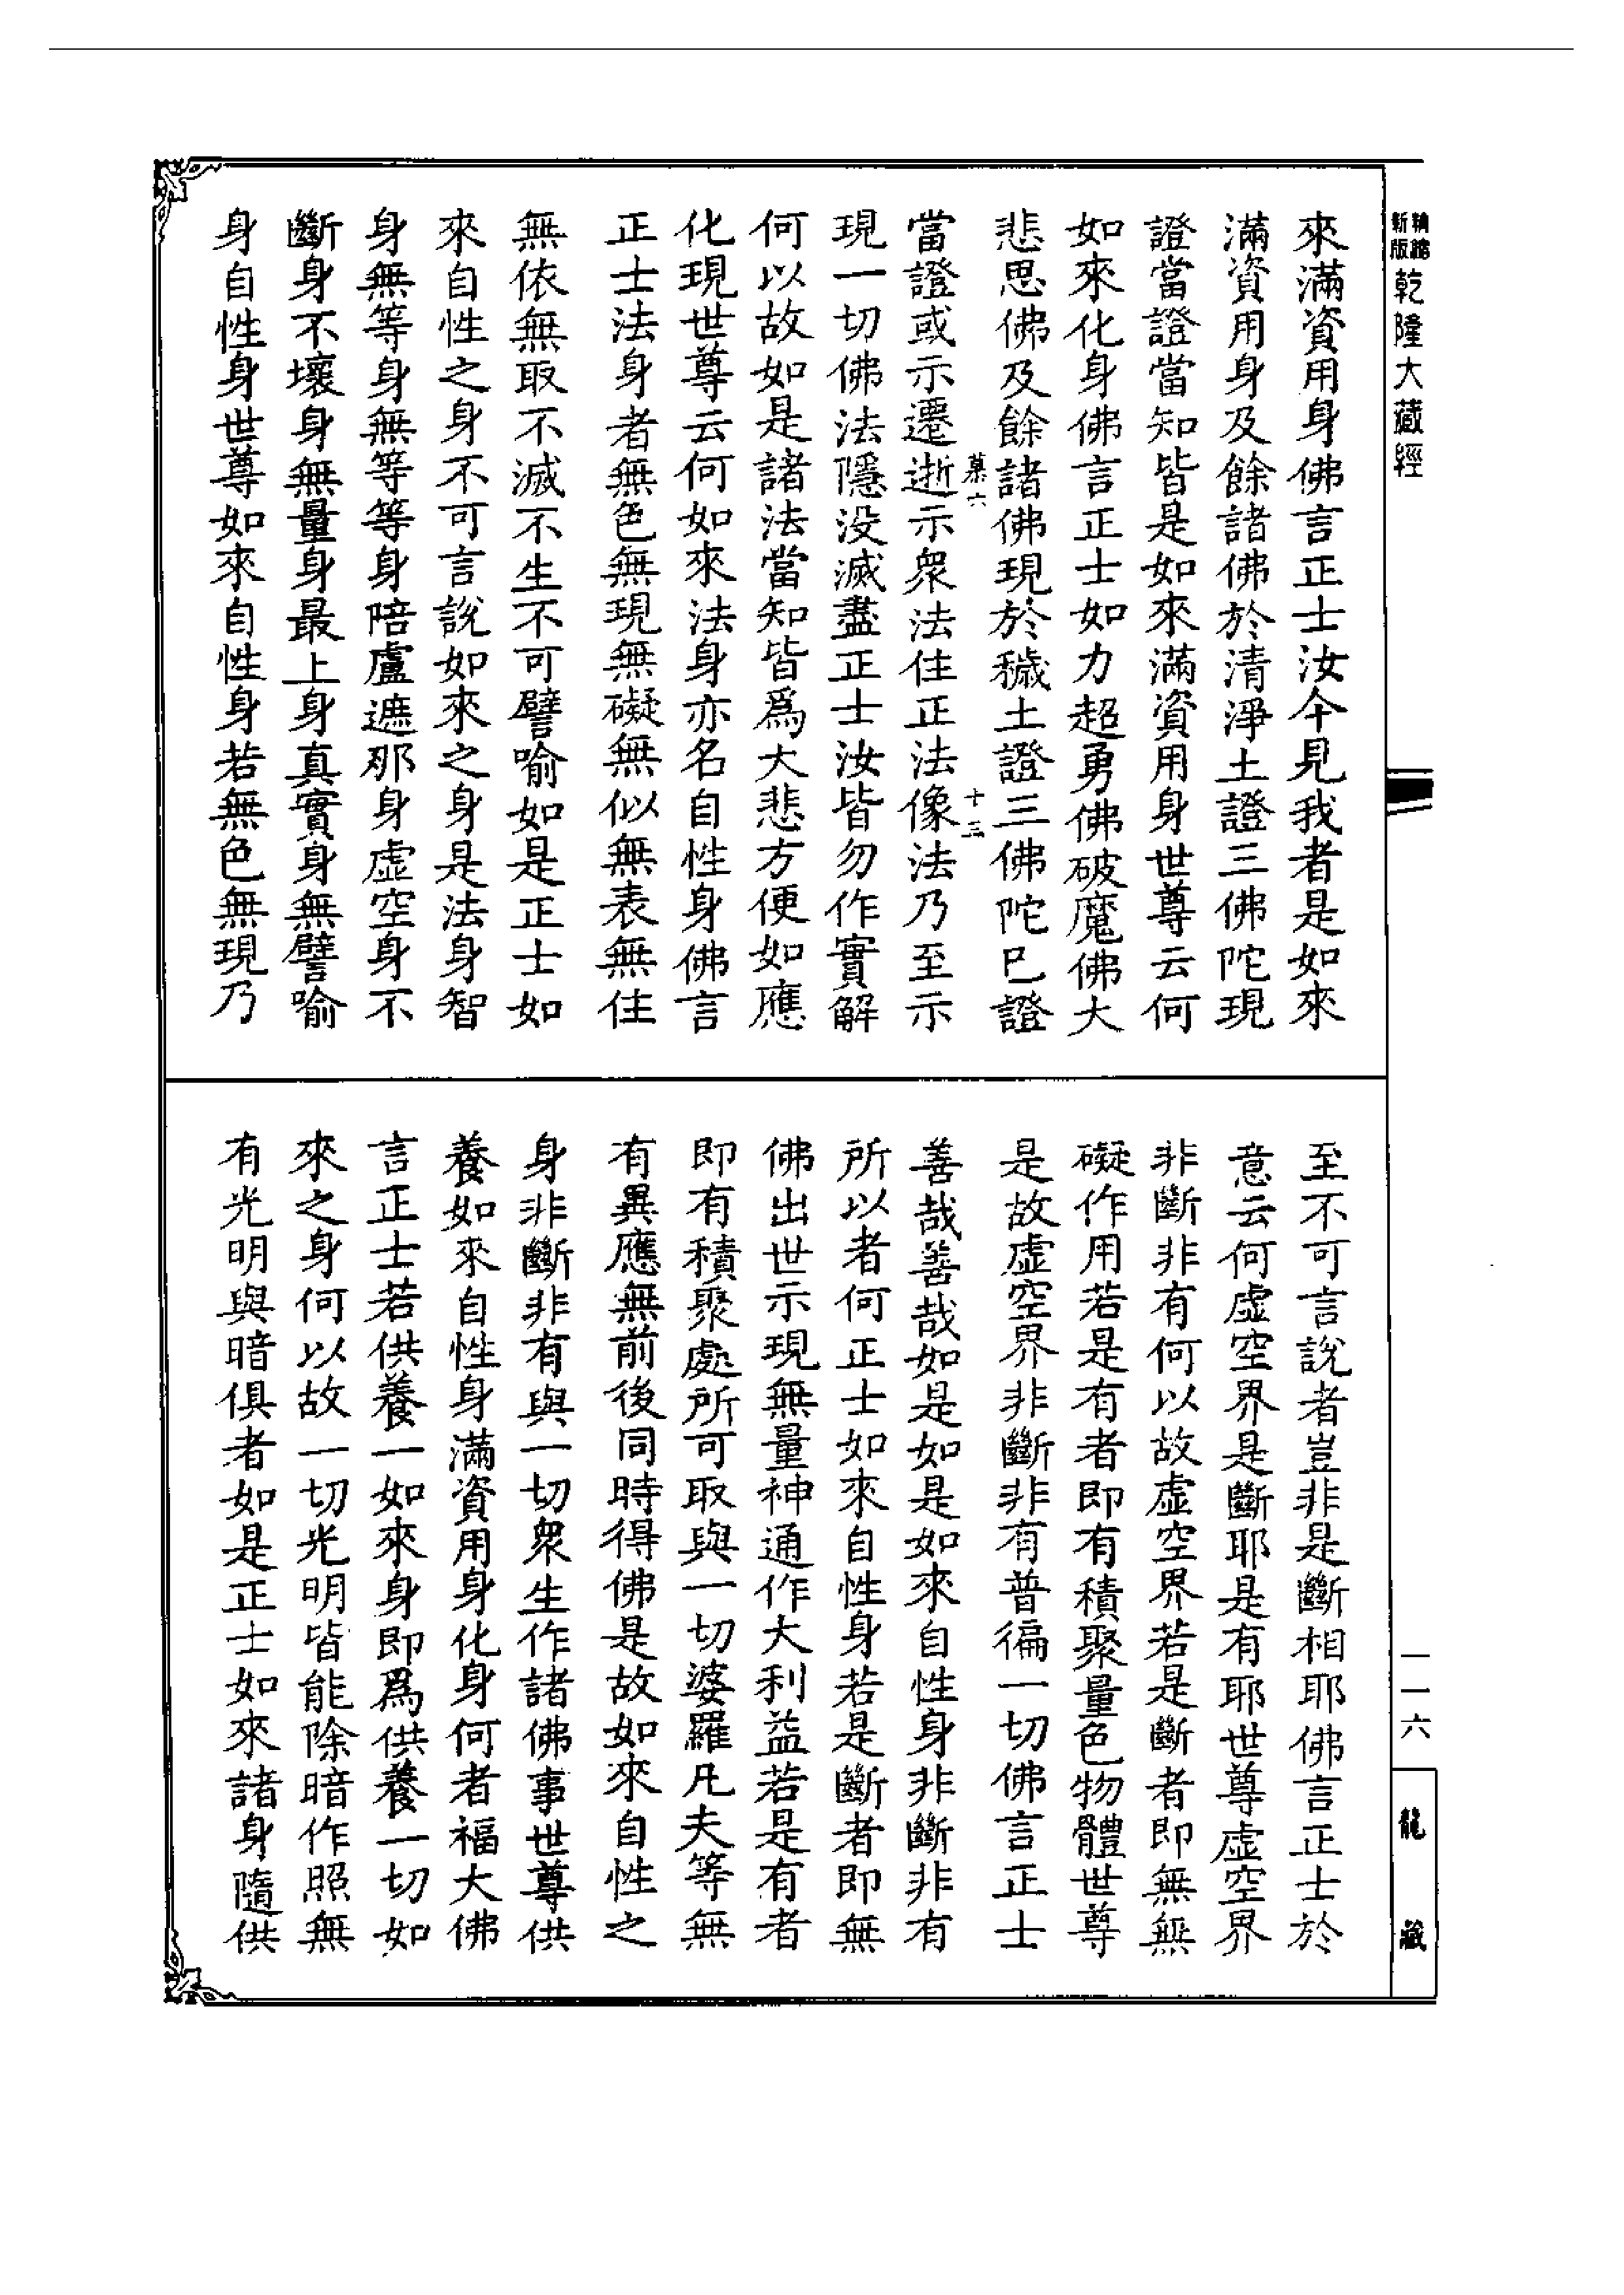 新版
乾隆大藏經
來滿資用身佛言正士汝今見我者是如來
滿資用身及餘諸佛於清淨土證三佛陀現
證當證當知皆是如來滿資用身世尊云何
如來化身佛言正士如力超勇佛破魔佛大
悲思佛及餘諸佛現於穢土證三佛陀已證
當證或示遷逝示衆法住正法像法乃至示
現一切佛法隱没滅盡正士汝皆勿作實解
何以故如是諸法當知皆爲大悲方便如應
化現世尊云何如來法身亦名自性身佛言
正士法身者無色無現無礙無似無表無住
無依無取不滅不生不可譬喻如是正士如
來自性之身不可言説如來之身是法身智
身無等身無等等身陪盧遮那身虛空身不
斷身不壞身無量身最上身真實身無譬喻
身自性身世尊如來自性身若無色無現乃
至不可言説者豈非是斷相耶佛言正士於
意云何虛空界是斷耶是有耶世尊虛空界
非斷非有何以故虛空界若是斷者即無無
礙作用若是有者即有積聚量色物體世尊
是故虛空界非斷非有普徧一切佛言正士
善哉善哉如是如是如來自性身非斷非有
所以者何正士如來自性身若是斷者即無
佛出世示現無量神通作大利益若是有者
即有積聚處所可取與一切婆羅凡夫等無
有異應無前後同時得佛是故如來自性之
身非斷非有與一切衆生作諸佛事世尊供
養如來自性身滿資用身化身何者福大佛
言正士若供養一如來身即爲供養一切如
來之身何以故一切光明皆能除暗作照無
有光明與暗俱者如是正士如來諸身隨供
十三
一一六
龍藏